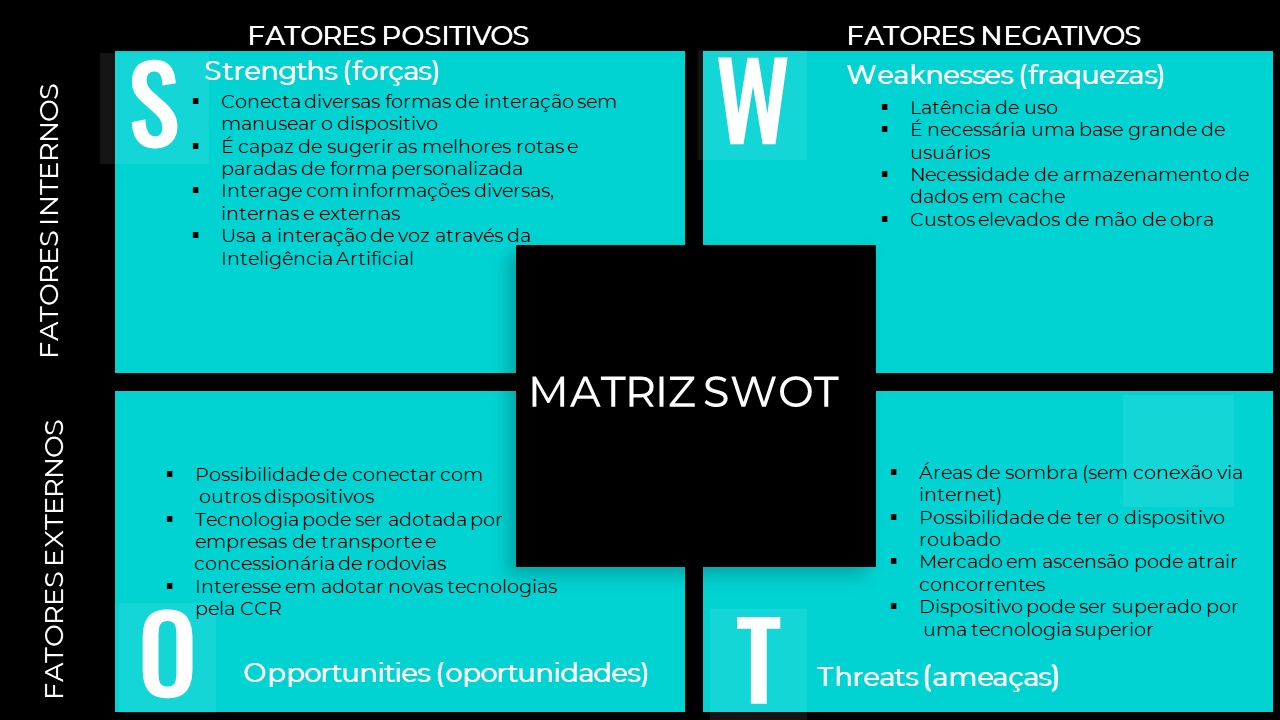 FATORES POSITIVOS
FATORES NEGATIVOS
FATORES INTERNOS
S
Strengths (forças)
▪ Conecta diversas formas de interação sem
manusear o dispositivo
▪ É capaz de sugerir as melhores rotas e
paradas de forma personalizada
▪ Interage com informações diversas,
internas e externas
▪ Usa a interação de voz através da
Inteligência Artificial
W
Weaknesses (fraquezas)
▪ Latência de uso
▪ É necessária uma base grande de
usuários
▪ Necessidade de armazenamento de
dados em cache
▪ Custos elevados de mão de obra
MATRIZ SWOT
FATORES EXTERNOS
▪ Possibilidade de conectar com
outros dispositivos
▪ Tecnologia pode ser adotada por
empresas de transporte e
concessionária de rodovias
▪ Interesse em adotar novas tecnologias
pela CCR
O
Opportunities (oportunidades)
▪ Áreas de sombra (sem conexão via
internet)
▪ Possibilidade de ter o dispositivo
roubado
▪ Mercado em ascensão pode atrair
concorrentes
▪ Dispositivo pode ser superado por
uma tecnologia superior
T
Threats (ameaças)